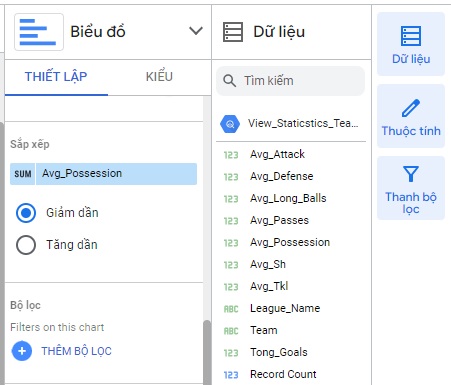 Biểu đồ
THIẾT LẬP
KIỂU
Sắp xếp
SUM Avg_Possession
Giảm dần
Tăng dần
Bộ lọc
Filters on this chart
THÊM BỘ LỌC
Dữ liệu
Tìm kiếm
View_Staticstics_Tea...
123 Avg_Attack
123 Avg_Defense
123 Avg_Long_Balls
123 Avg_Passes
123 Avg_Possession
123 Avg_Sh
123 Avg_Tkl
ABC League_Name
ABC Team
123 Tong_Goals
123 Record Count
Dữ liệu
Thuộc tính
Thanh bộ
lọc